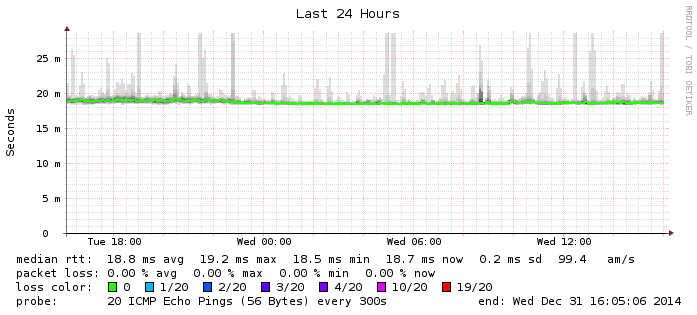 Last 24 Hours
RRDTOOL / TOBI OETIKER
Seconds
25 m
20 m
15 m
10 m
5 m
0
Tue 18:00 Wed 00:00 Wed 06:00 Wed 12:00
median rtt: 18.8 ms avg 19.2 ms max 18.5 ms min 18.7 ms now 0.2 ms sd 99.4 am/s
packet loss: 0.00 % avg 0.00 % max 0.00 % min 0.00 % now
loss color: 0 1/20 2/20 3/20 4/20 10/20 19/20
probe: 20 ICMP Echo Pings (56 Bytes) every 300s end: Wed Dec 31 16:05:06 2014